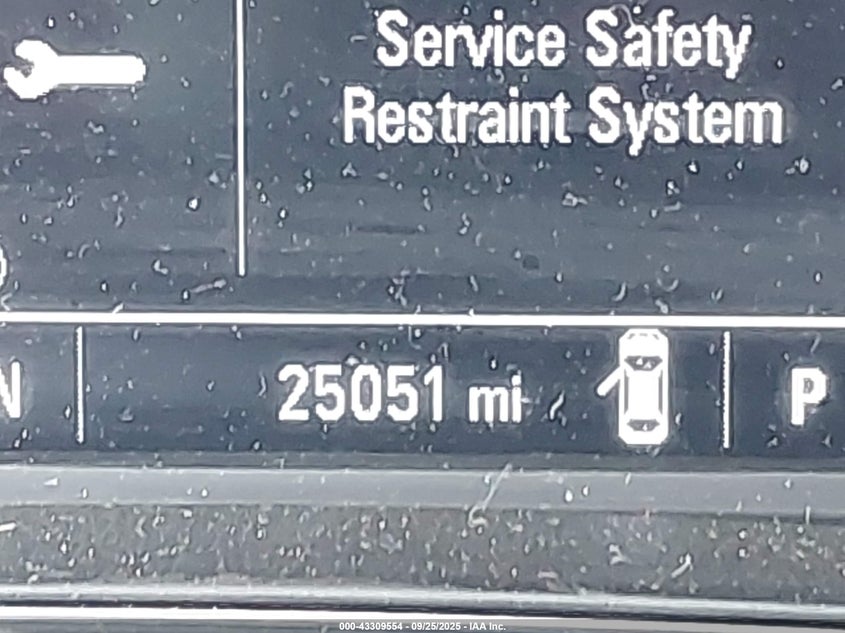 Service Safety
Restraint System
N
25051 mi
P
000-43309554 - 09/25/2025 - IAA Inc.